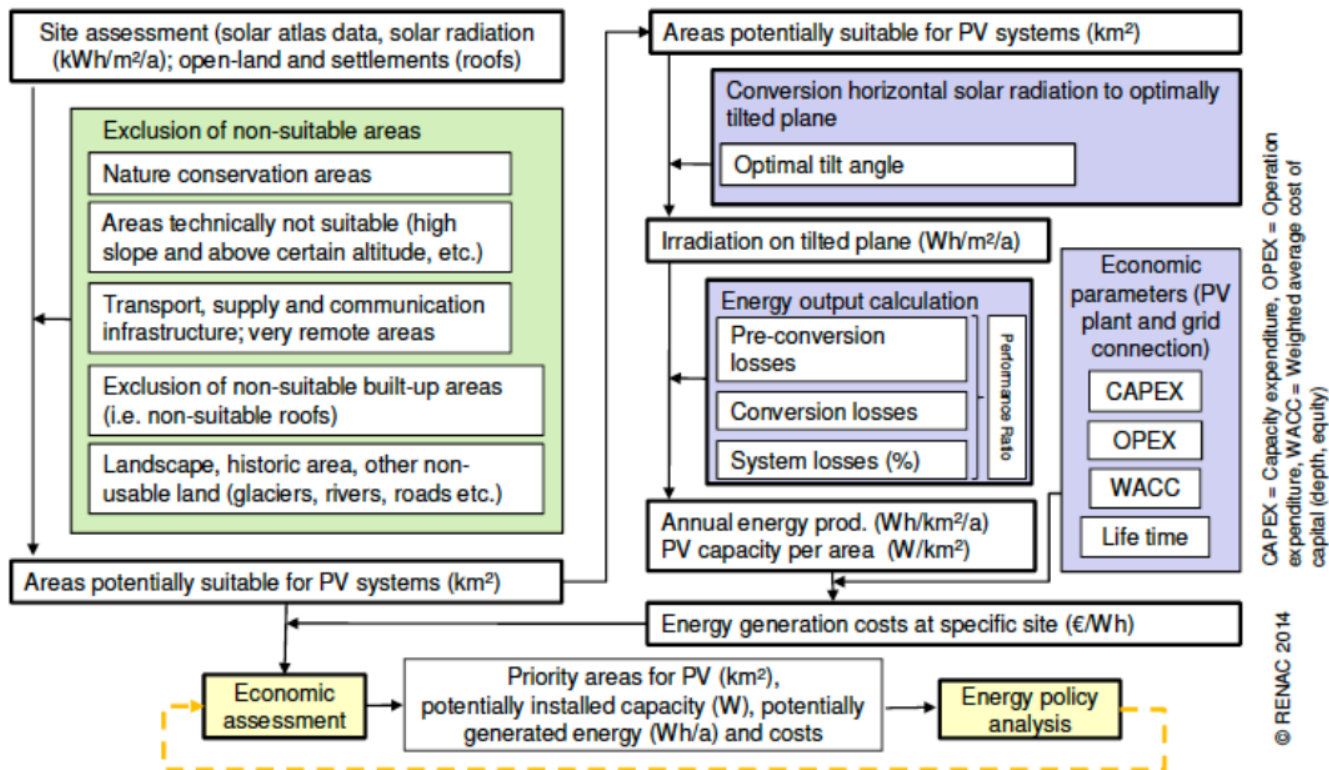 Site assessment (solar atlas data, solar radiation
(kWh/m²/a); open-land and settlements (roofs)
Exclusion of non-suitable areas
Nature conservation areas
Areas technically not suitable (high
slope and above certain altitude, etc.)
Transport, supply and communication
infrastructure; very remote areas
Exclusion of non-suitable built-up areas
(i.e. non-suitable roofs)
Landscape, historic area, other non-
usable land (glaciers, rivers, roads etc.)
Areas potentially suitable for PV systems (km²)
Areas potentially suitable for PV systems (km²)
Conversion horizontal solar radiation to optimally
tilted plane
Optimal tilt angle
Irradiation on tilted plane (Wh/m²/a)
Energy output calculation
Pre-conversion
losses
Conversion losses
System losses (%)
Performance Ratio
Economic
parameters (PV
plant and grid
connection)
CAPEX
OPEX
WACC
Life time
Annual energy prod. (Wh/km²/a)
PV capacity per area (W/km²)
Energy generation costs at specific site (€/Wh)
Economic
assessment
Priority areas for PV (km²),
potentially installed capacity (W), potentially
generated energy (Wh/a) and costs
Energy policy
analysis
CAPEX = Capacity expenditure, OPEX = Operation
expenditure, WACC = Weighted average cost of
capital (depth, equity)
© RENAC 2014